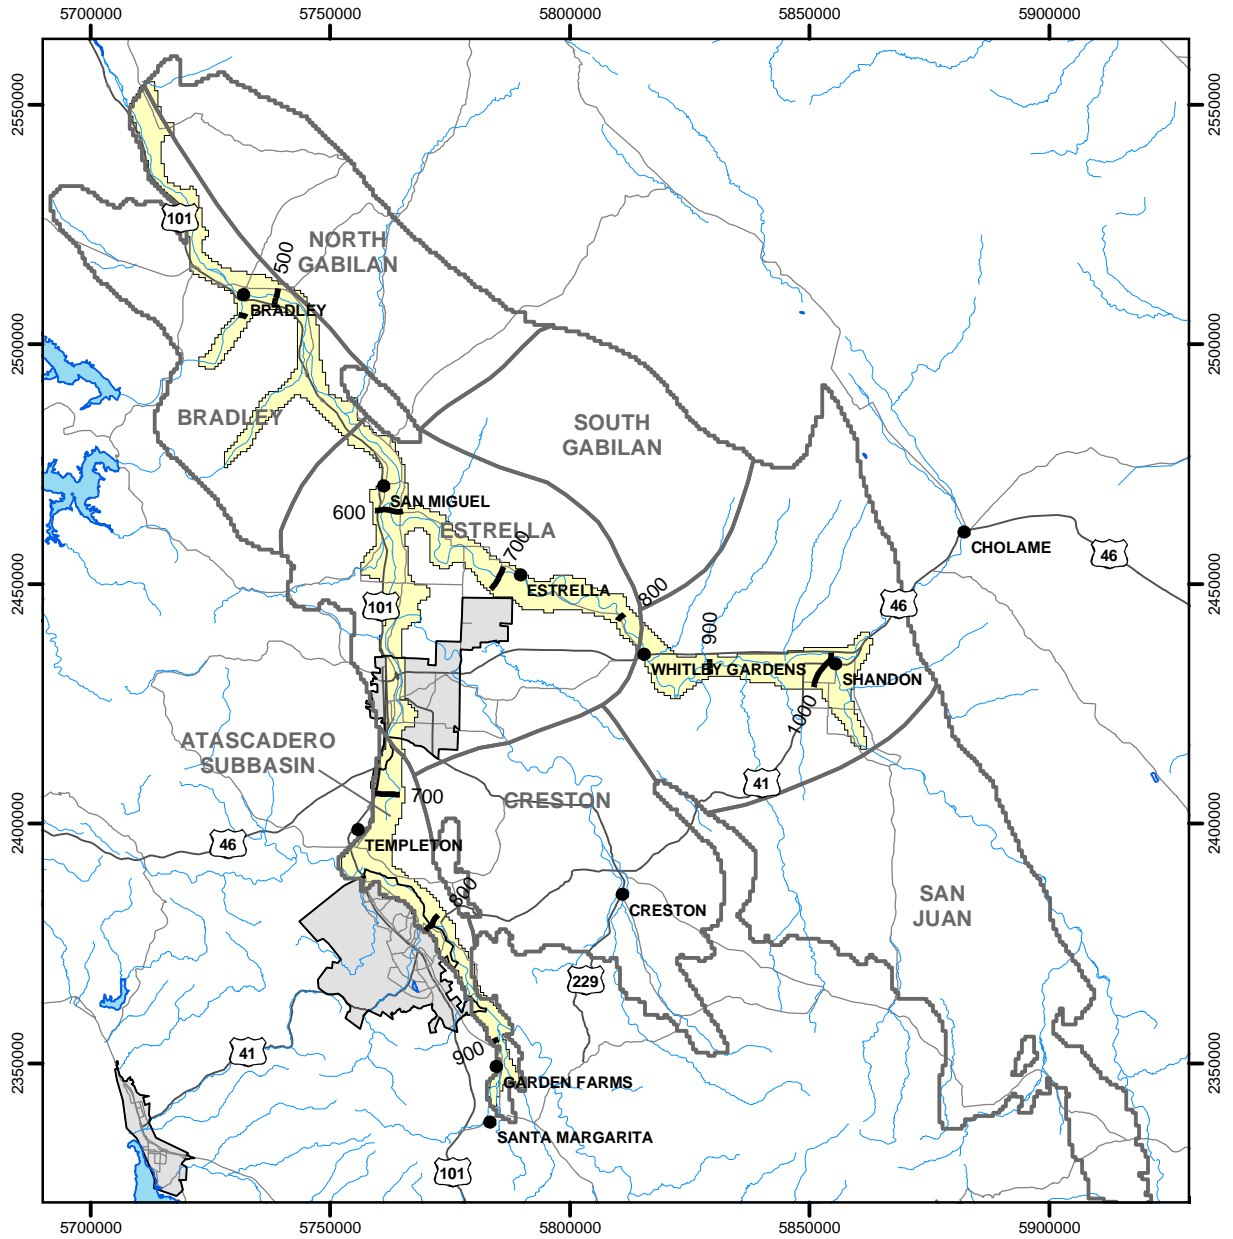 5700000
5750000
5800000
5850000
5900000
2550000
2550000
101
500
NORTH
GABILAN
BRADLEY
2500000
2500000
BRADLEY
SOUTH
GABILAN
SAN MIGUEL
600
ESTRELLA
700
CHOLAME
46
ESTRELLA
2450000
2450000
800
101
46
900
WHITLEY GARDENS
SHANDON
1000
ATASCADERO
SUBBASIN
41
700
CRESTON
2400000
2400000
46
TEMPLETON
800
CRESTON
SAN
JUAN
229
900
41
2350000
2350000
GARDEN FARMS
SANTA MARGARITA
101
5700000
5750000
5800000
5850000
5900000